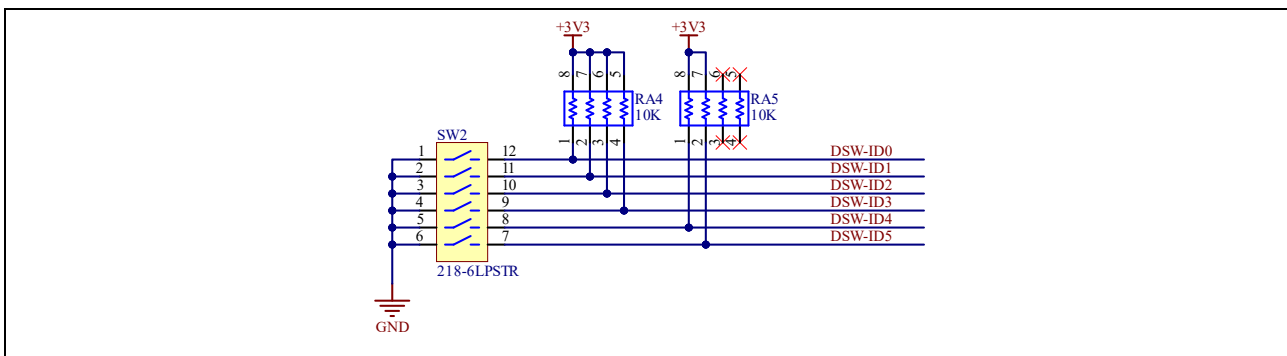 +3V3 +3V3
8 7 6 5 8 7 6 5
RA4 RA5
10K 10K
1 2 3 4 1 2 3 4
SW2
1 12 DSW-ID0
2 11 DSW-ID1
3 10 DSW-ID2
4 9 DSW-ID3
5 8 DSW-ID4
6 7 DSW-ID5
218-6LPSTR
GND